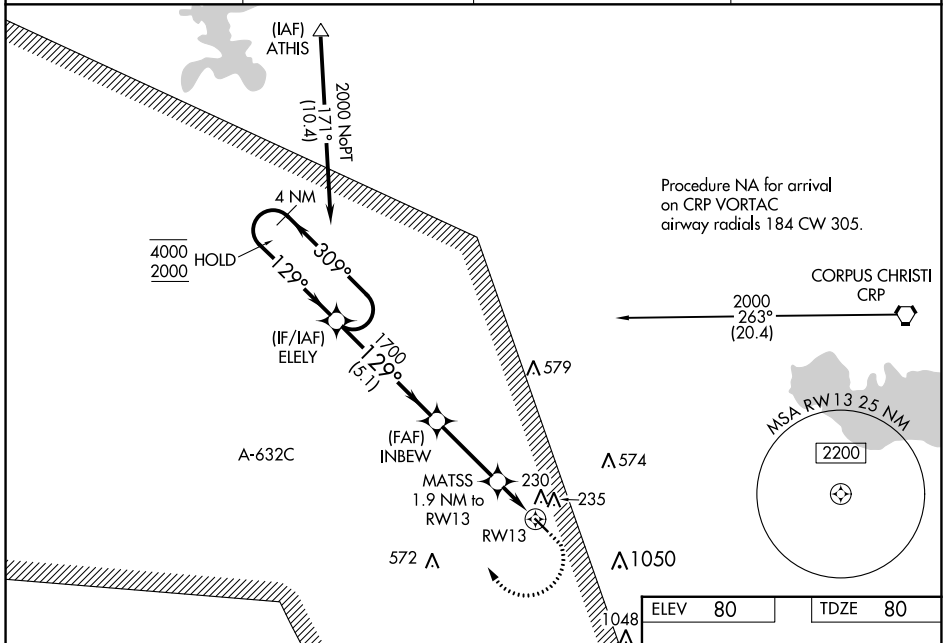 (IAF)
ATHIS
2000 NoPT
171°
(10.4)
4 NM
4000
2000
HOLD
309°
129°
Procedure NA for arrival
on CRP VORTAC
airway radials 184 CW 305.
CORPUS CHRISTI
CRP
2000
263°
(20.4)
(IF/IAF)
ELELY
1700
129°
(5.1)
579
MSA RW13 25 NM
2200
(FAF)
INBEW
A-632C
574
MATSS
1.9 NM to
RW13
230
235
RW13
572
1050
1048
ELEV 80
TDZE 80